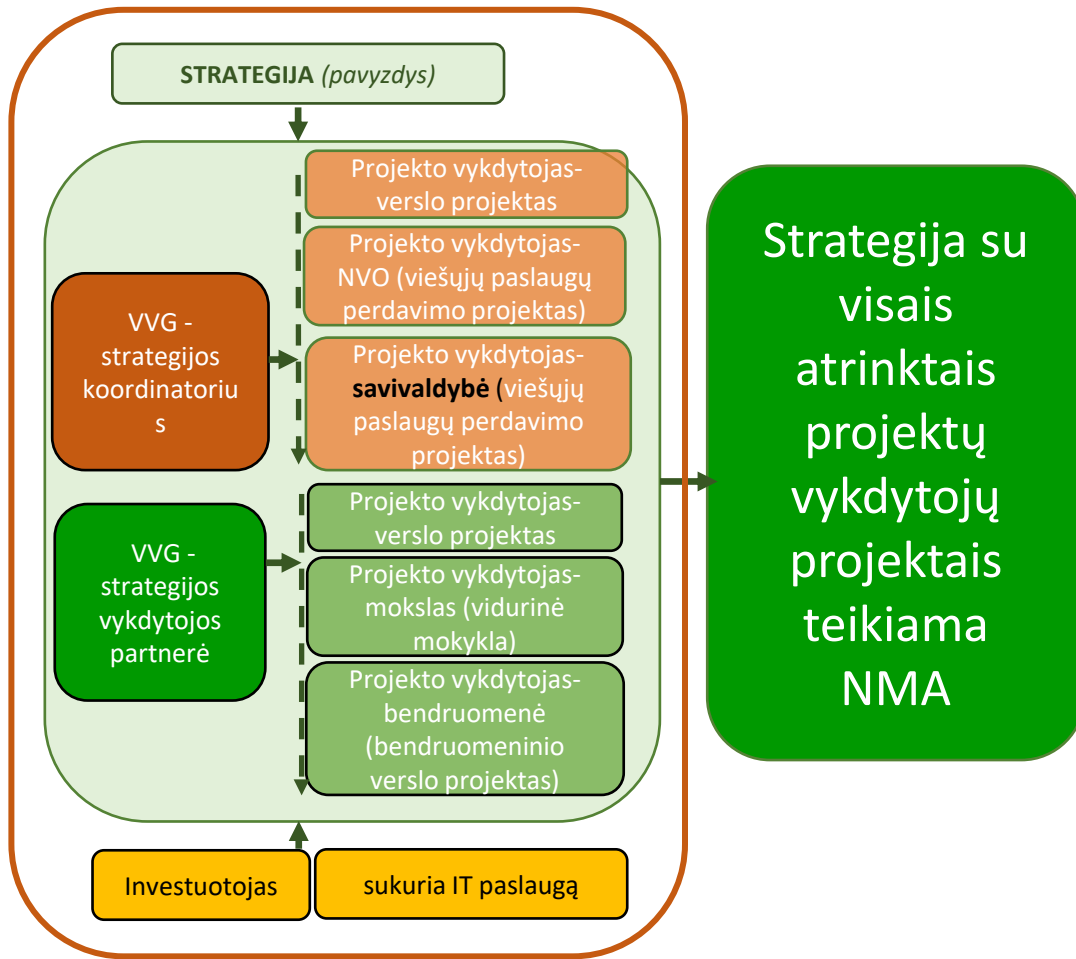 STRATEGIJA (pavyzdys)
Projekto vykdytojas-
verslo projektas
Projekto vykdytojas-
NVO (viešųjų paslaugų
perdavimo projektas)
VVG -
strategijos
koordinatoriu
s
Projekto vykdytojas-
savivaldybė (viešųjų
paslaugų perdavimo
projektas)
VVG -
strategijos
vykdytojos
partnerė
Projekto vykdytojas-
verslo projektas
Projekto vykdytojas-
mokslas (vidurinė
mokykla)
Projekto vykdytojas-
bendruomenė
(bendruomeninio
verslo projektas)
Investuotojas
sukuria IT paslaugą
Strategija su
visais
atrinktais
projektų
vykdytojų
projektais
teikiama
NMA